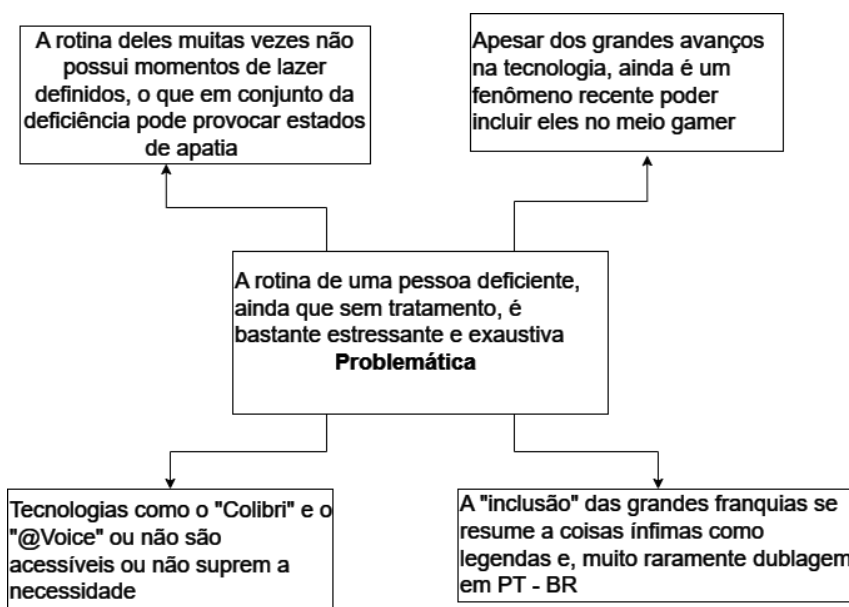 A rotina deles muitas vezes não
possui momentos de lazer
definidos, o que em conjunto da
deficiência pode provocar estados
de apatia
Apesar dos grandes avanços
na tecnologia, ainda é um
fenômeno recente poder
incluir eles no meio gamer
A rotina de uma pessoa deficiente,
ainda que sem tratamento, é
bastante estressante e exaustiva
Problemática
Tecnologias como o "Colibri" e o
"@Voice" ou não são
acessíveis ou não suprem a
necessidade
A "inclusão" das grandes franquias se
resume a coisas ínfimas como
legendas e, muito raramente dublagem
em PT - BR